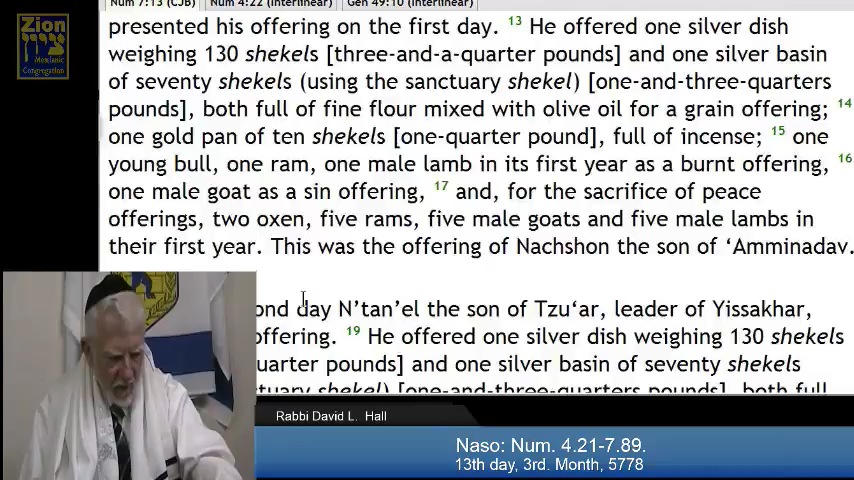 Num 7:13 (CJB) Num 4:22 (Interlinear) Gen 49:10 (Interlinear)
Zion
Messianic
Congregation
presented his offering on the first day. 13 He offered one silver dish
weighing 130 shekels [three-and-a-quarter pounds] and one silver basin
of seventy shekels (using the sanctuary shekel) [one-and-three-quarters
pounds], both full of fine flour mixed with olive oil for a grain offering; 14
one gold pan of ten shekels [one-quarter pound], full of incense; 15 one
young bull, one ram, one male lamb in its first year as a burnt offering, 16
one male goat as a sin offering, 17 and, for the sacrifice of peace
offerings, two oxen, five rams, five male goats and five male lambs in
their first year. This was the offering of Nachshon the son of ‘Amminadav.
ond day N’tan’el the son of Tzu‘ar, leader of Yissakhar,
offering. 19 He offered one silver dish weighing 130 shekels
uarter pounds] and one silver basin of seventy shekels
ctuary shekel) [one-and-three-quarters pounds], both full
Rabbi David L. Hall
Naso: Num. 4.21-7.89.
13th day, 3rd. Month, 5778